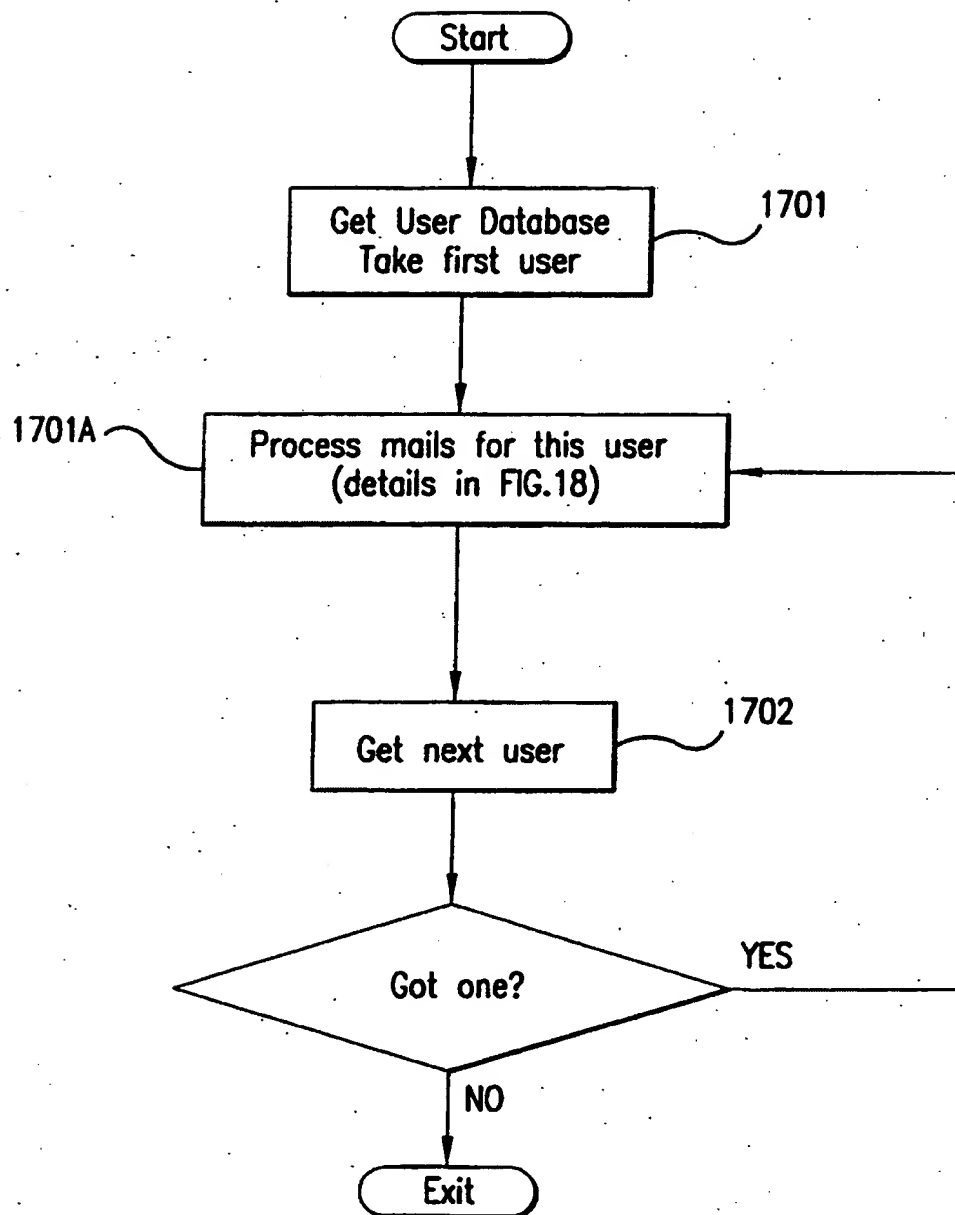 Start
Get User Database
Take first user
1701
1701A
Process mails for this user
(details in FIG.18)
1702
Get next user
Got one?
YES
NO
Exit